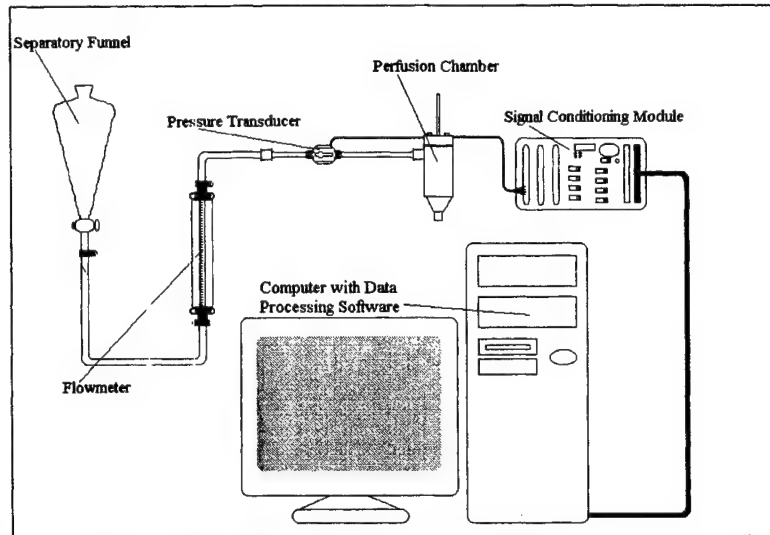 Separatory Funnel
Perfusion Chamber
Pressure Transducer
Signal Conditioning Module
Computer with Data
Processing Software
Flowmeter